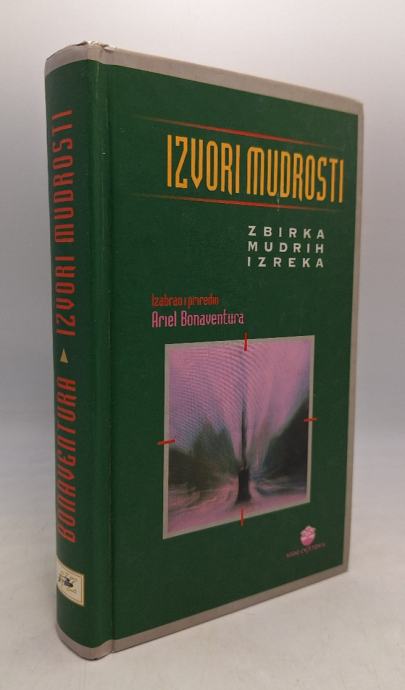 IZVORI MUDROSTI
ZBIRKA
MUDRIH
IZREKA
Izabrao i priredio
Ariel Bonaventura
BONAVENTURA IZVORI MUDROSTI